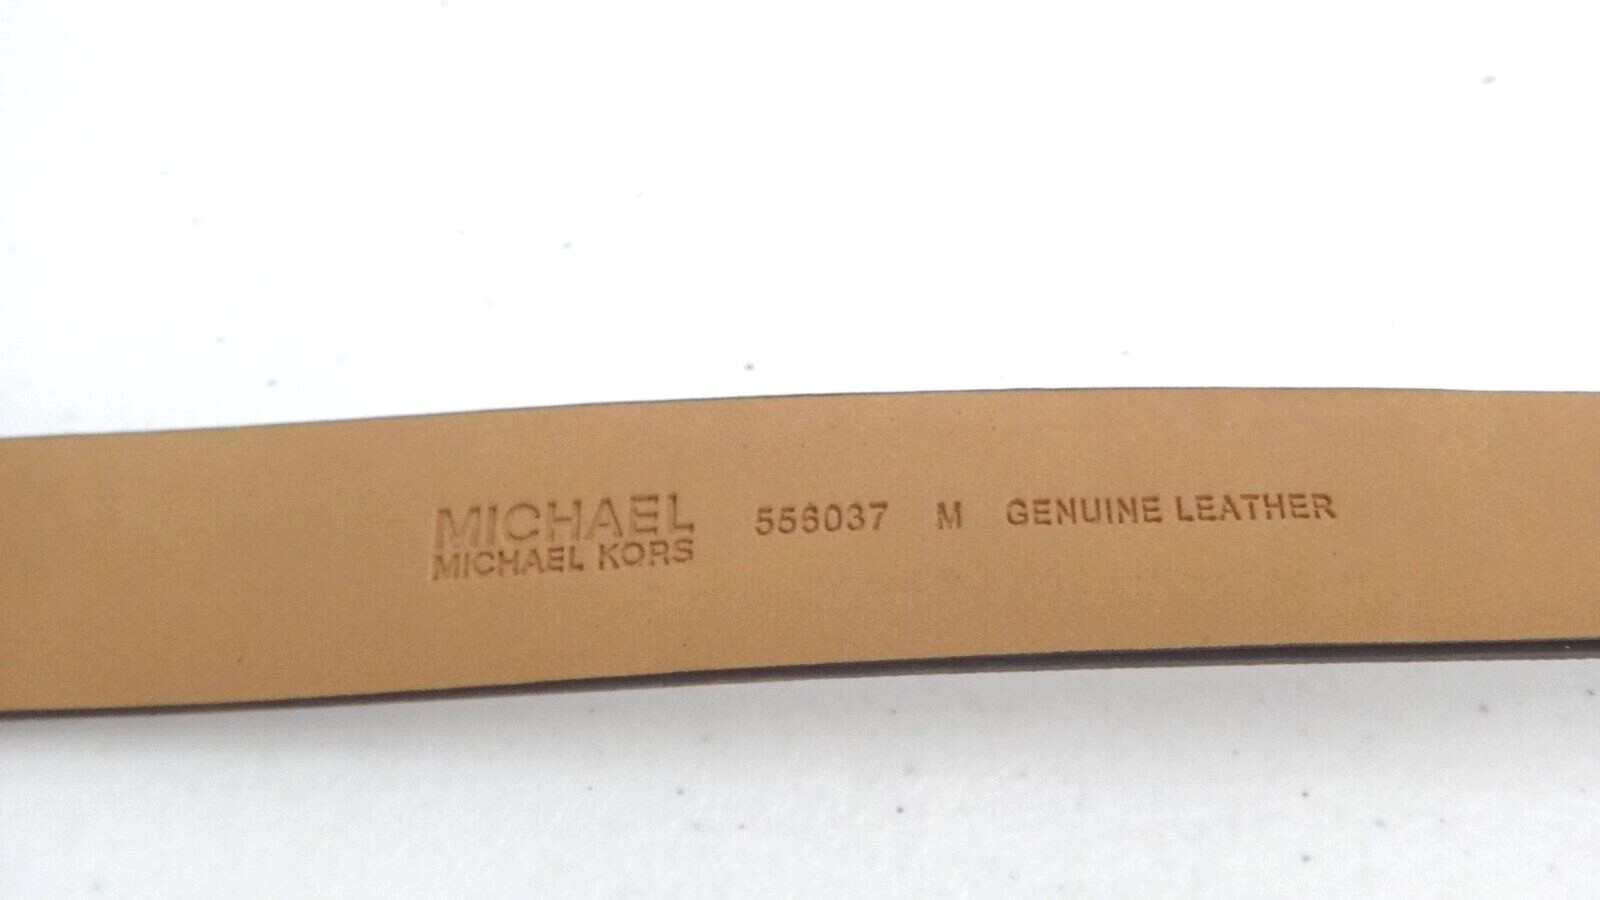 MICHAEL
MICHAEL KORS
556037 M GENUINE LEATHER